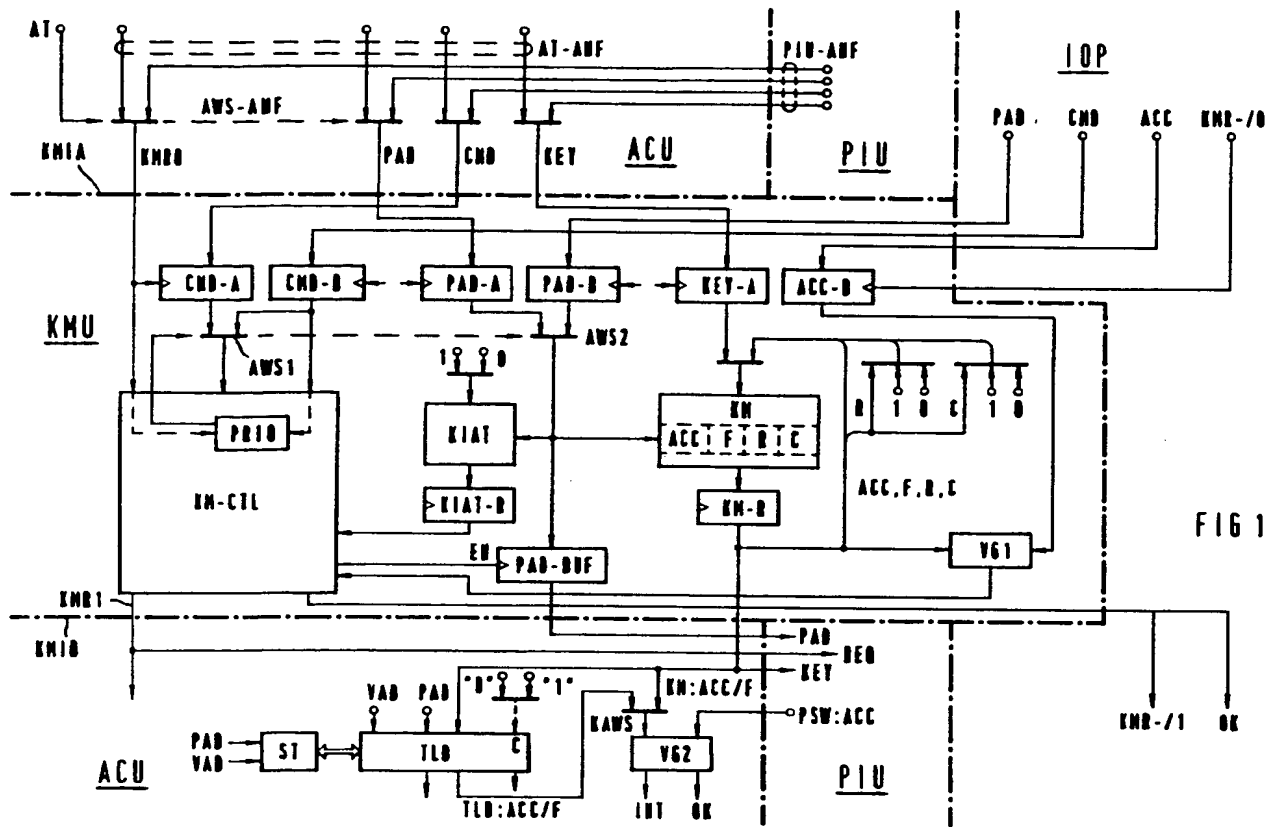 AT
AT-ANF
PIU-ANF
IOP
AWS-ANF
PAD
CMD
ACC
KMR-/0
KMIA
KMR0
PAD
CMD
KEY
ACU
PIU
CMD-A
CMD-B
PAD-A
PAD-B
KEY-A
ACC-B
KMU
AWS1
AWS2
1
0
R
1
0
C
1
0
PRIO
KM-CTL
KIAT
KM
ACC
F
R
C
KIAT-R
KM-R
ACC,F,R,C
FIG 1
EN
PAD-BUF
VG1
KMR1
KMIB
PAD
REQ
KEY
VAD
PAD
"0"
"1"
KM:ACC/F
KAWS
PSW:ACC
KMR-/1
OK
PAD
VAD
ST
TLB
C
VG2
ACU
TLB:ACC/F
INT
OK
PIU